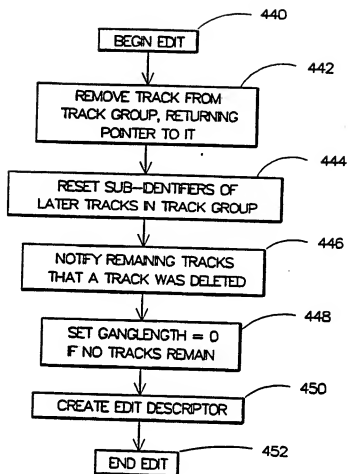 440
BEGIN EDIT
442
REMOVE TRACK FROM
TRACK GROUP, RETURNING
POINTER TO IT
444
RESET SUB-IDENTIFIERS OF
LATER TRACKS IN TRACK GROUP
446
NOTIFY REMAINING TRACKS
THAT A TRACK WAS DELETED
448
SET GANGLENGTH = 0
IF NO TRACKS REMAIN
450
CREATE EDIT DESCRIPTOR
452
END EDIT